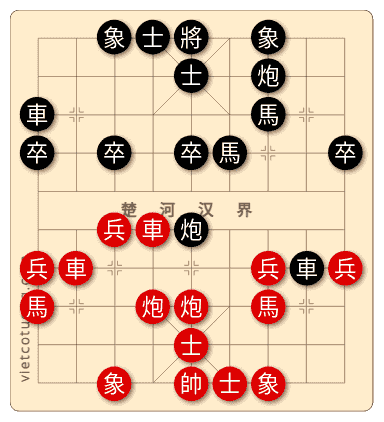 象 士 將 象
士 炮
車 馬
卒 卒 卒 馬 卒
楚 河 汉 界
兵 車 炮
兵 車 兵 車 兵
馬 炮 炮 馬
士
象 帥 士 象